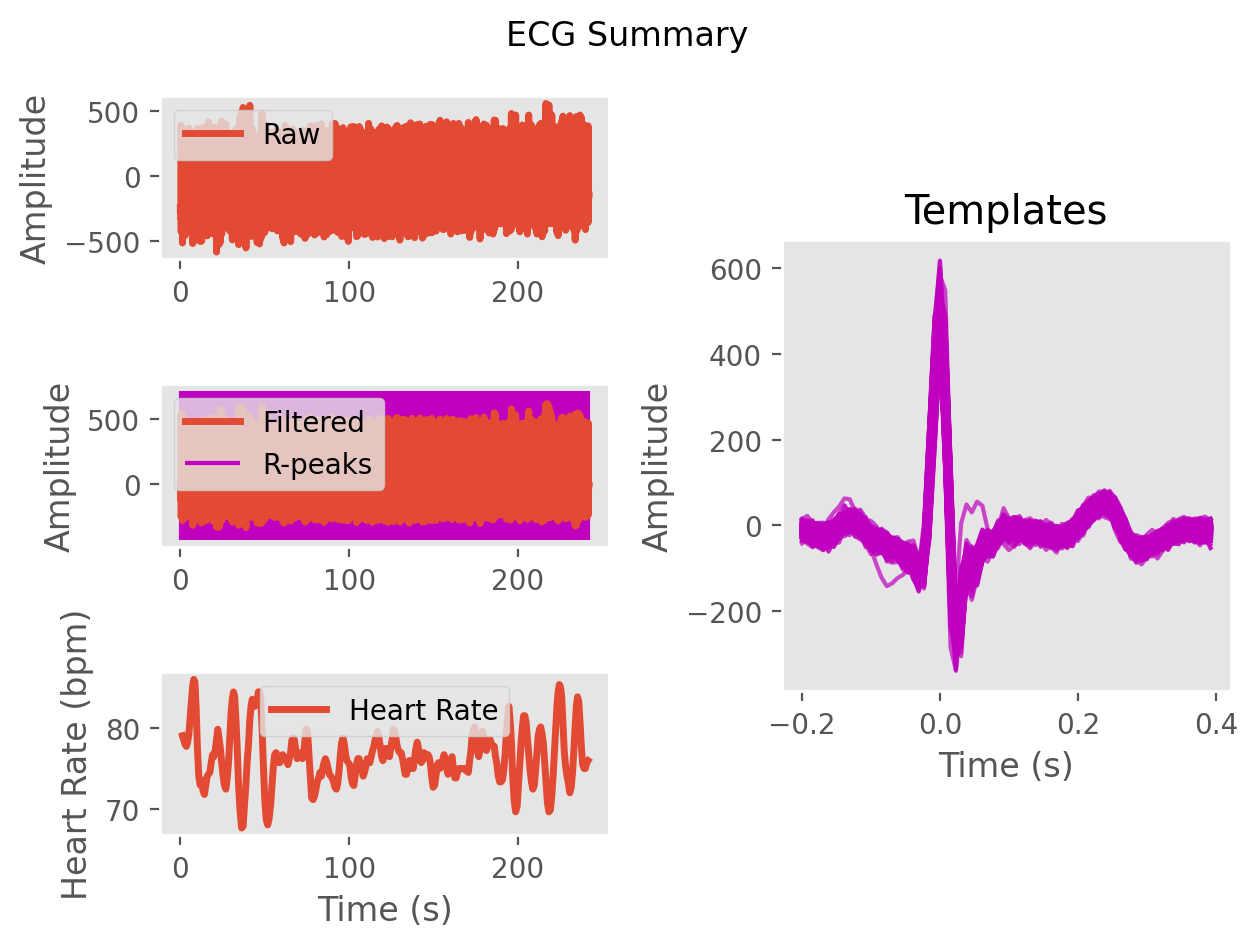 ECG Summary
Amplitude
500
0
−500
Raw
0
100
200
Amplitude
500
0
Filtered
R-peaks
0
100
200
Heart Rate (bpm)
80
70
Heart Rate
0
100
200
Time (s)
Templates
Amplitude
600
400
200
0
−200
−0.2
0.0
0.2
0.4
Time (s)